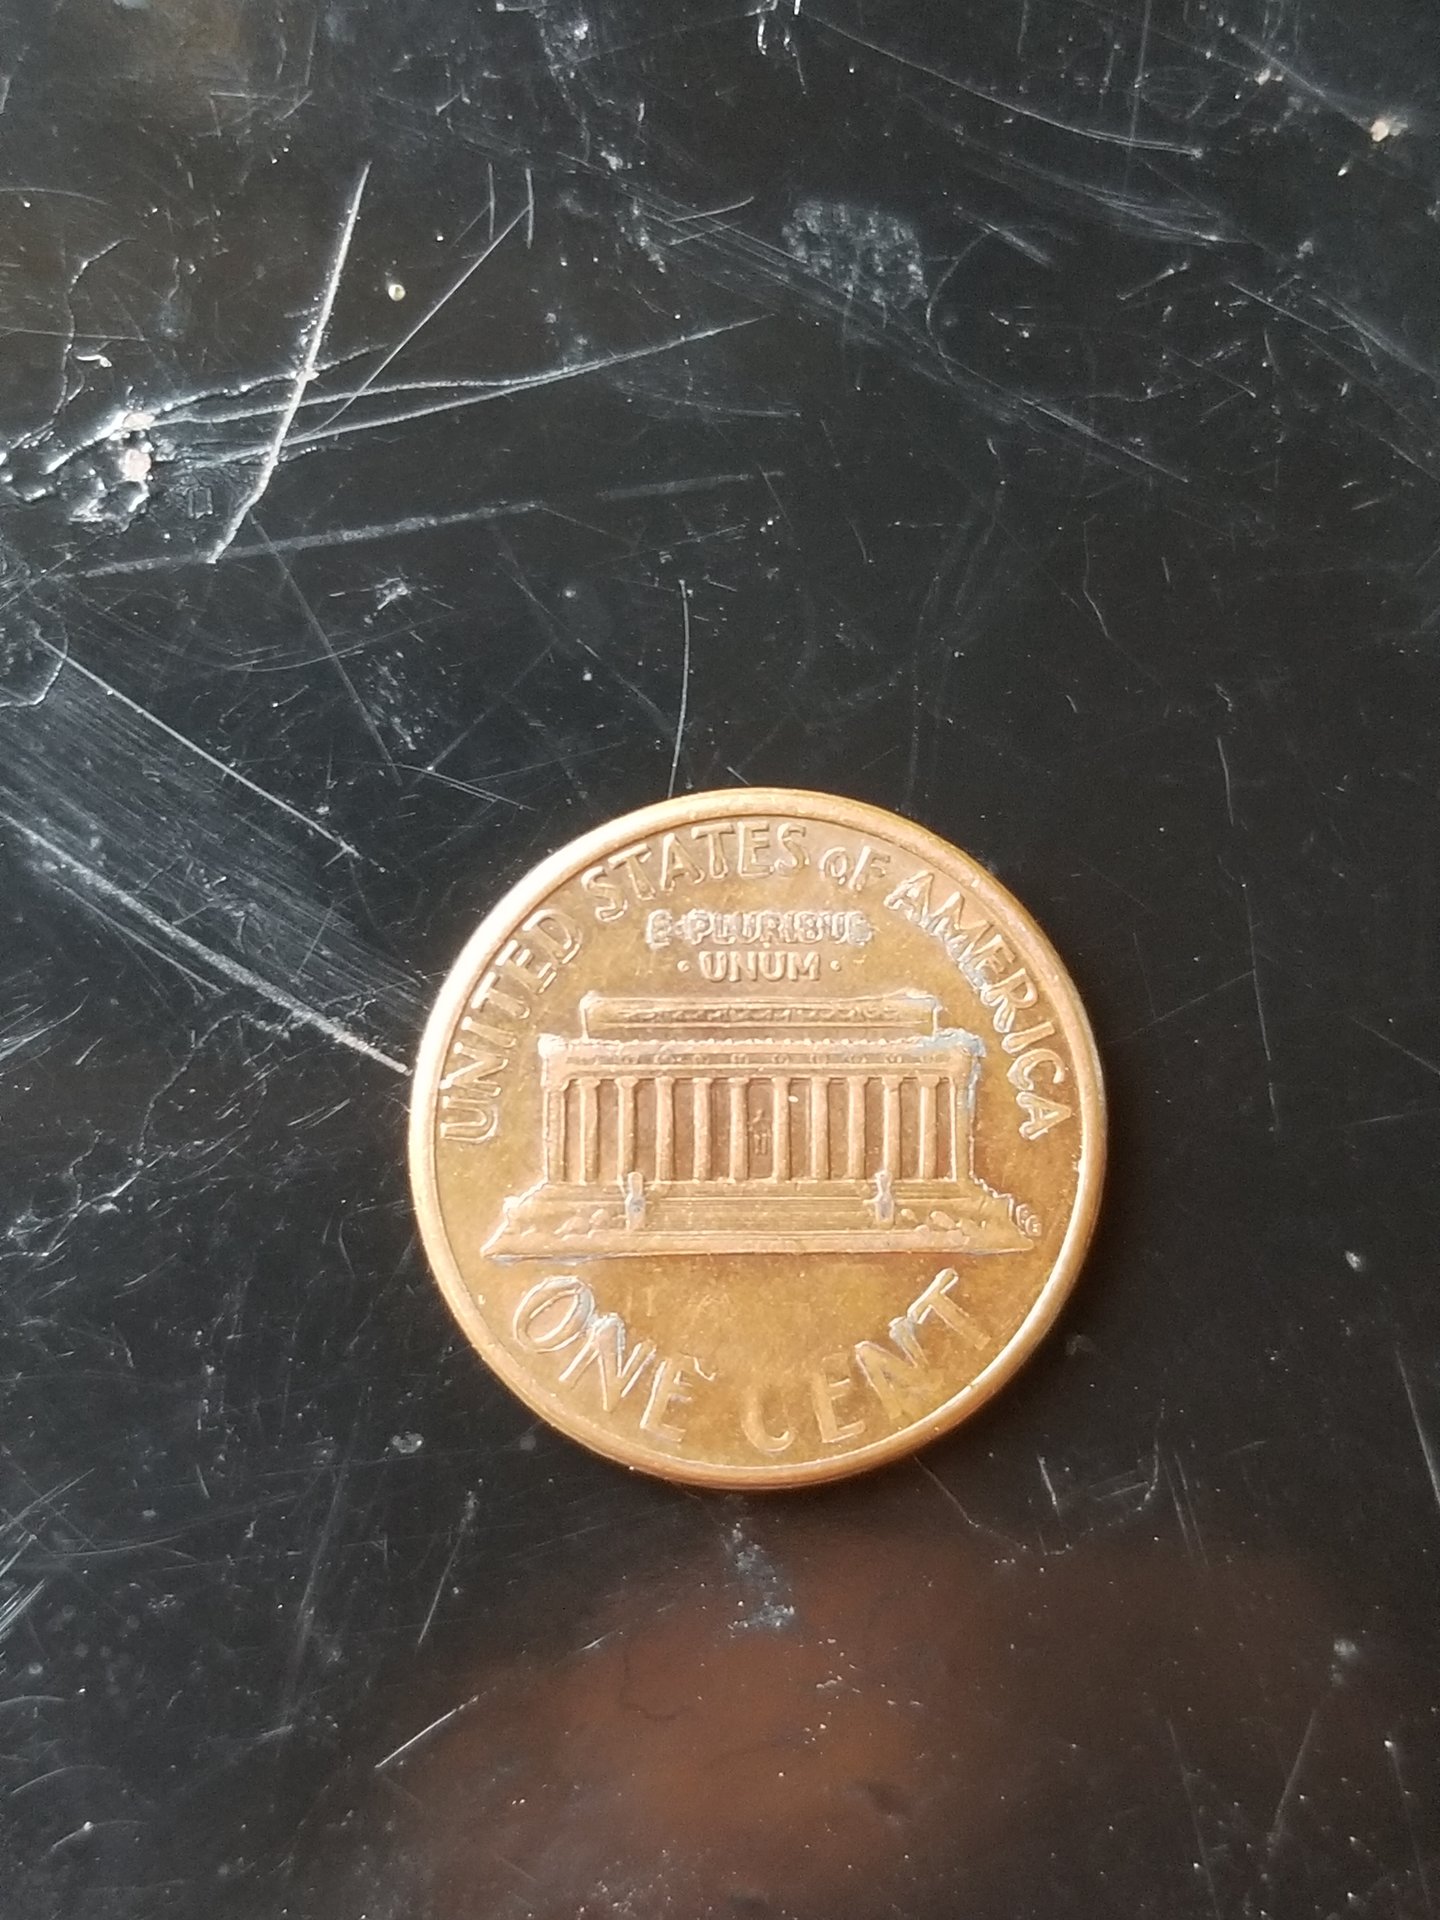 UNITED STATES OF AMERICA
E PLURIBUS
· UNUM ·
ONE CENT